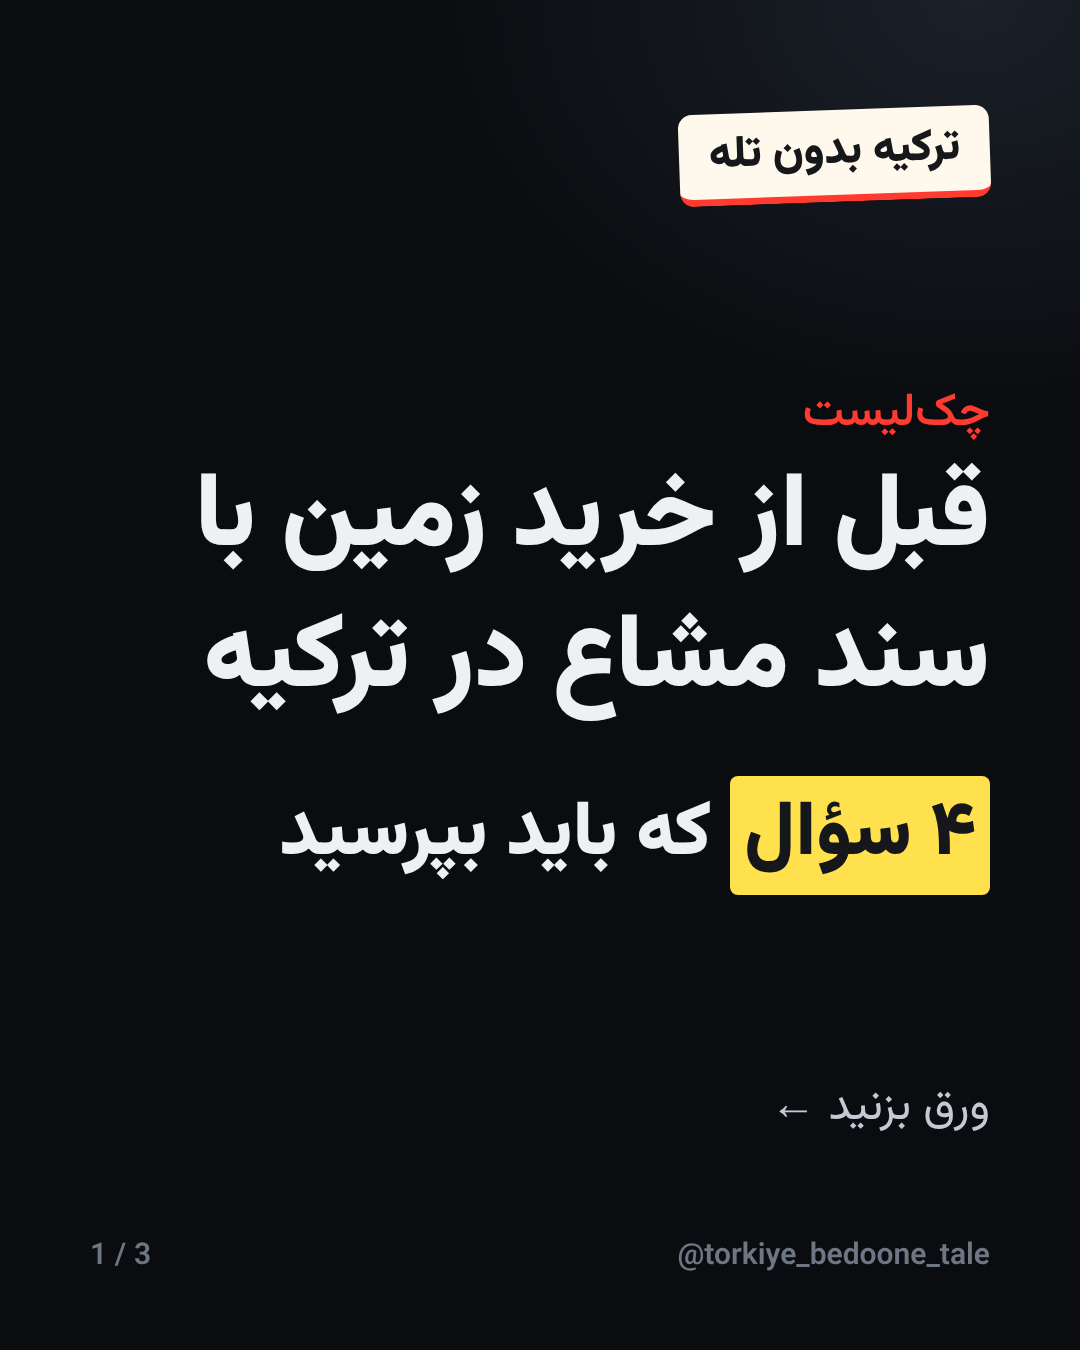 ترکیه بدون تله
چک‌لیست
قبل از خرید زمین با
سند مشاع در ترکیه
۴ سؤال که باید بپرسید
ورق بزنید ←
@torkiye_bedoone_tale
1 / 3